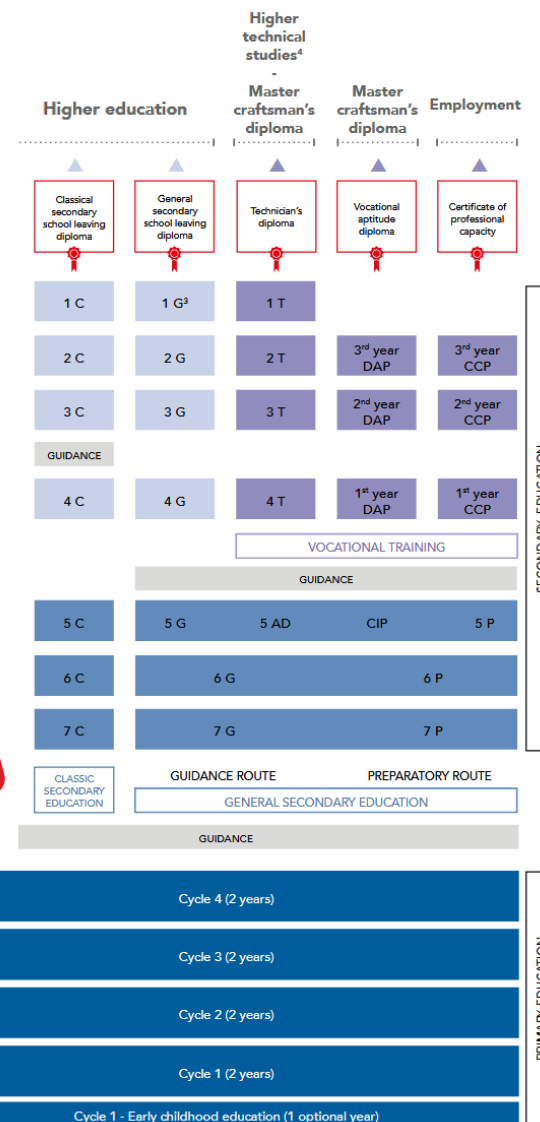 Higher
technical
studies⁴
-
Master
craftsman's
diploma
Higher education
Master
craftsman's
diploma
Employment
Classical
secondary
school leaving
diploma
General
secondary
school leaving
diploma
Technician's
diploma
Vocational
aptitude
diploma
Certificate of
professional
capacity
1 C
1 G³
1 T
2 C
2 G
2 T
3rd year
DAP
3rd year
CCP
3 C
3 G
3 T
2nd year
DAP
2nd year
CCP
GUIDANCE
4 C
4 G
4 T
1st year
DAP
1st year
CCP
VOCATIONAL TRAINING
GUIDANCE
5 C
5 G
5 AD
CIP
5 P
6 C
6 G
6 P
7 C
7 G
7 P
SECONDARY EDUCATION
CLASSIC
SECONDARY
EDUCATION
GUIDANCE ROUTE
PREPARATORY ROUTE
GENERAL SECONDARY EDUCATION
GUIDANCE
Cycle 4 (2 years)
Cycle 3 (2 years)
Cycle 2 (2 years)
Cycle 1 (2 years)
Cycle 1 - Early childhood education (1 optional year)
PRIMARY EDUCATION